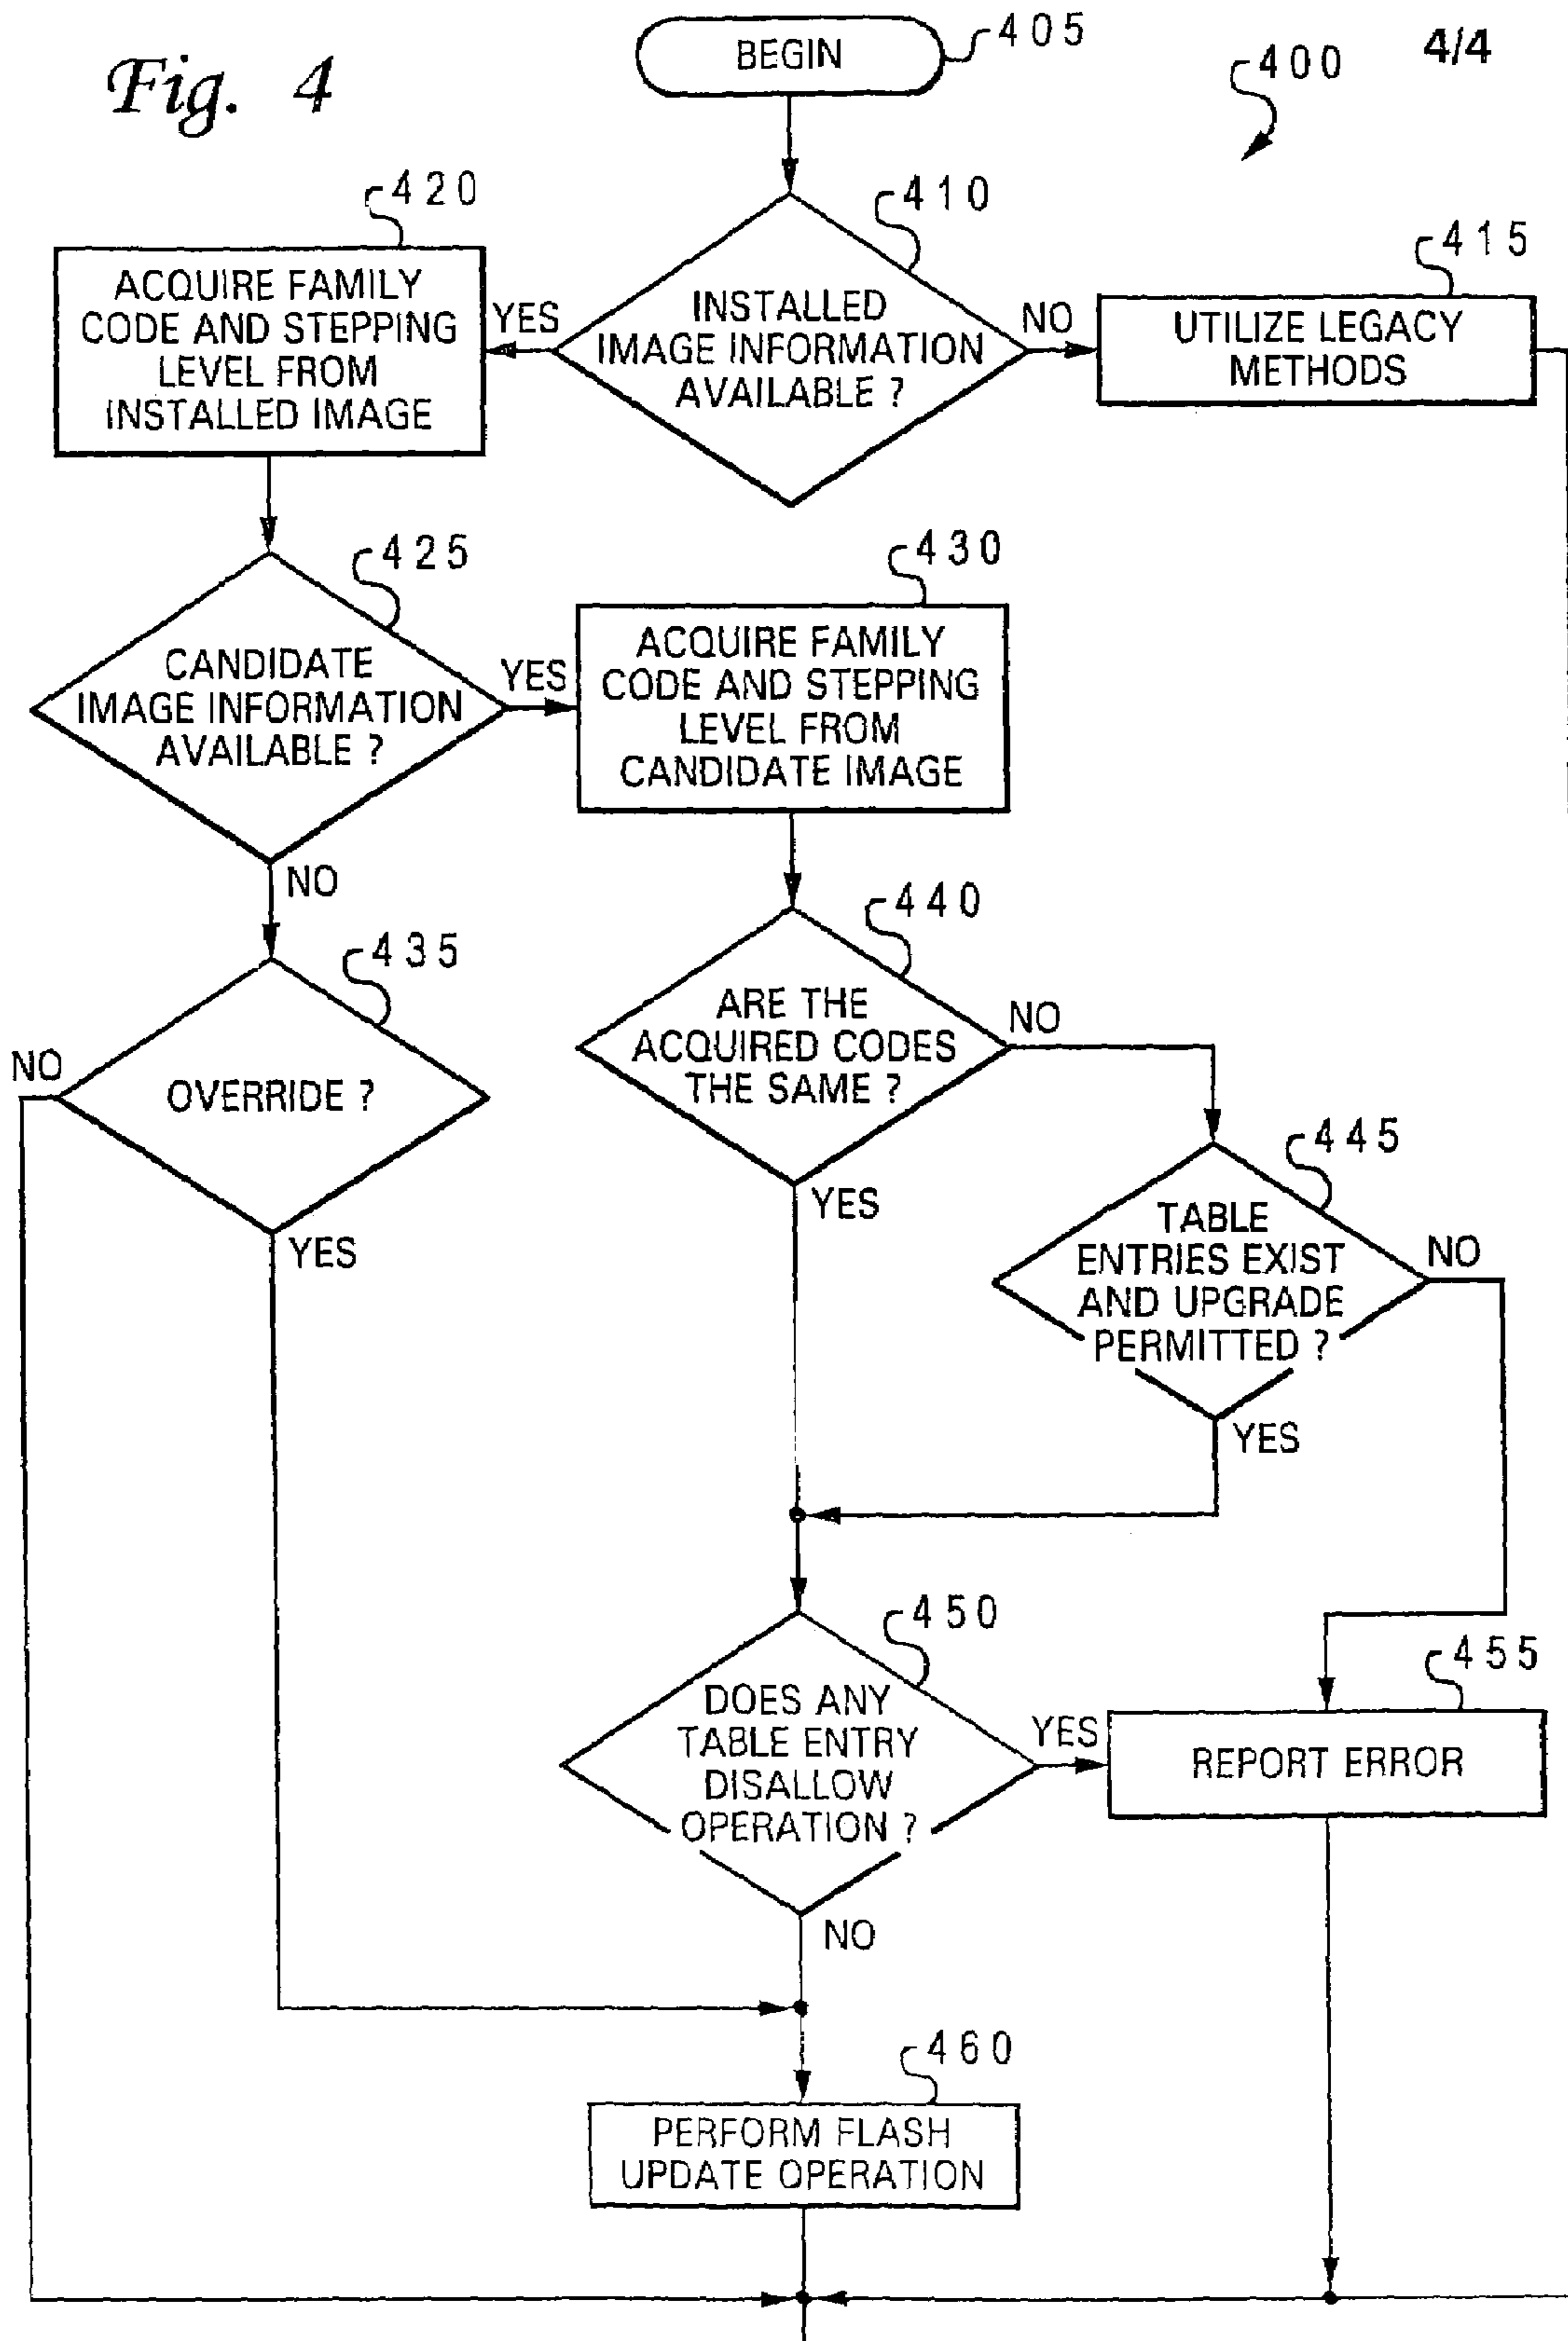 Fig. 4
BEGIN
405
400
4/4
410
INSTALLED
IMAGE INFORMATION
AVAILABLE ?
YES
NO
415
UTILIZE LEGACY
METHODS
420
ACQUIRE FAMILY
CODE AND STEPPING
LEVEL FROM
INSTALLED IMAGE
425
CANDIDATE
IMAGE INFORMATION
AVAILABLE ?
YES
NO
430
ACQUIRE FAMILY
CODE AND STEPPING
LEVEL FROM
CANDIDATE IMAGE
435
OVERRIDE ?
NO
YES
440
ARE THE
ACQUIRED CODES
THE SAME ?
NO
YES
445
TABLE
ENTRIES EXIST
AND UPGRADE
PERMITTED ?
NO
YES
450
DOES ANY
TABLE ENTRY
DISALLOW
OPERATION ?
YES
NO
455
REPORT ERROR
460
PERFORM FLASH
UPDATE OPERATION